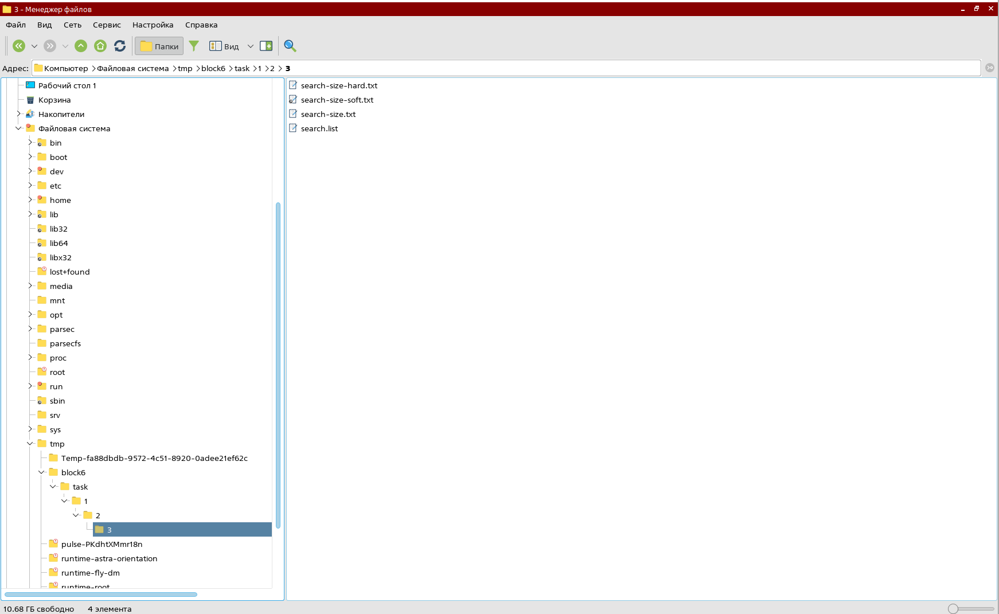 3 – Менеджер файлов
Файл Вид Сеть Сервис Настройка Справка
Папки Вид
Адрес: Компьютер Файловая система tmp block6 task 1 2 3
Рабочий стол 1
Корзина
Накопители
Файловая система
bin
boot
dev
etc
home
lib
lib32
lib64
libx32
lost+found
media
mnt
opt
parsec
parsecfs
proc
root
run
sbin
srv
sys
tmp
Temp-fa88dbdb-9572-4c51-8920-0adee21ef62c
block6
task
1
2
3
pulse-PKdhtXMmr18n
runtime-astra-orientation
runtime-fly-dm
runtime-root
search-size-hard.txt
search-size-soft.txt
search-size.txt
search.list
10.68 ГБ свободно 4 элемента